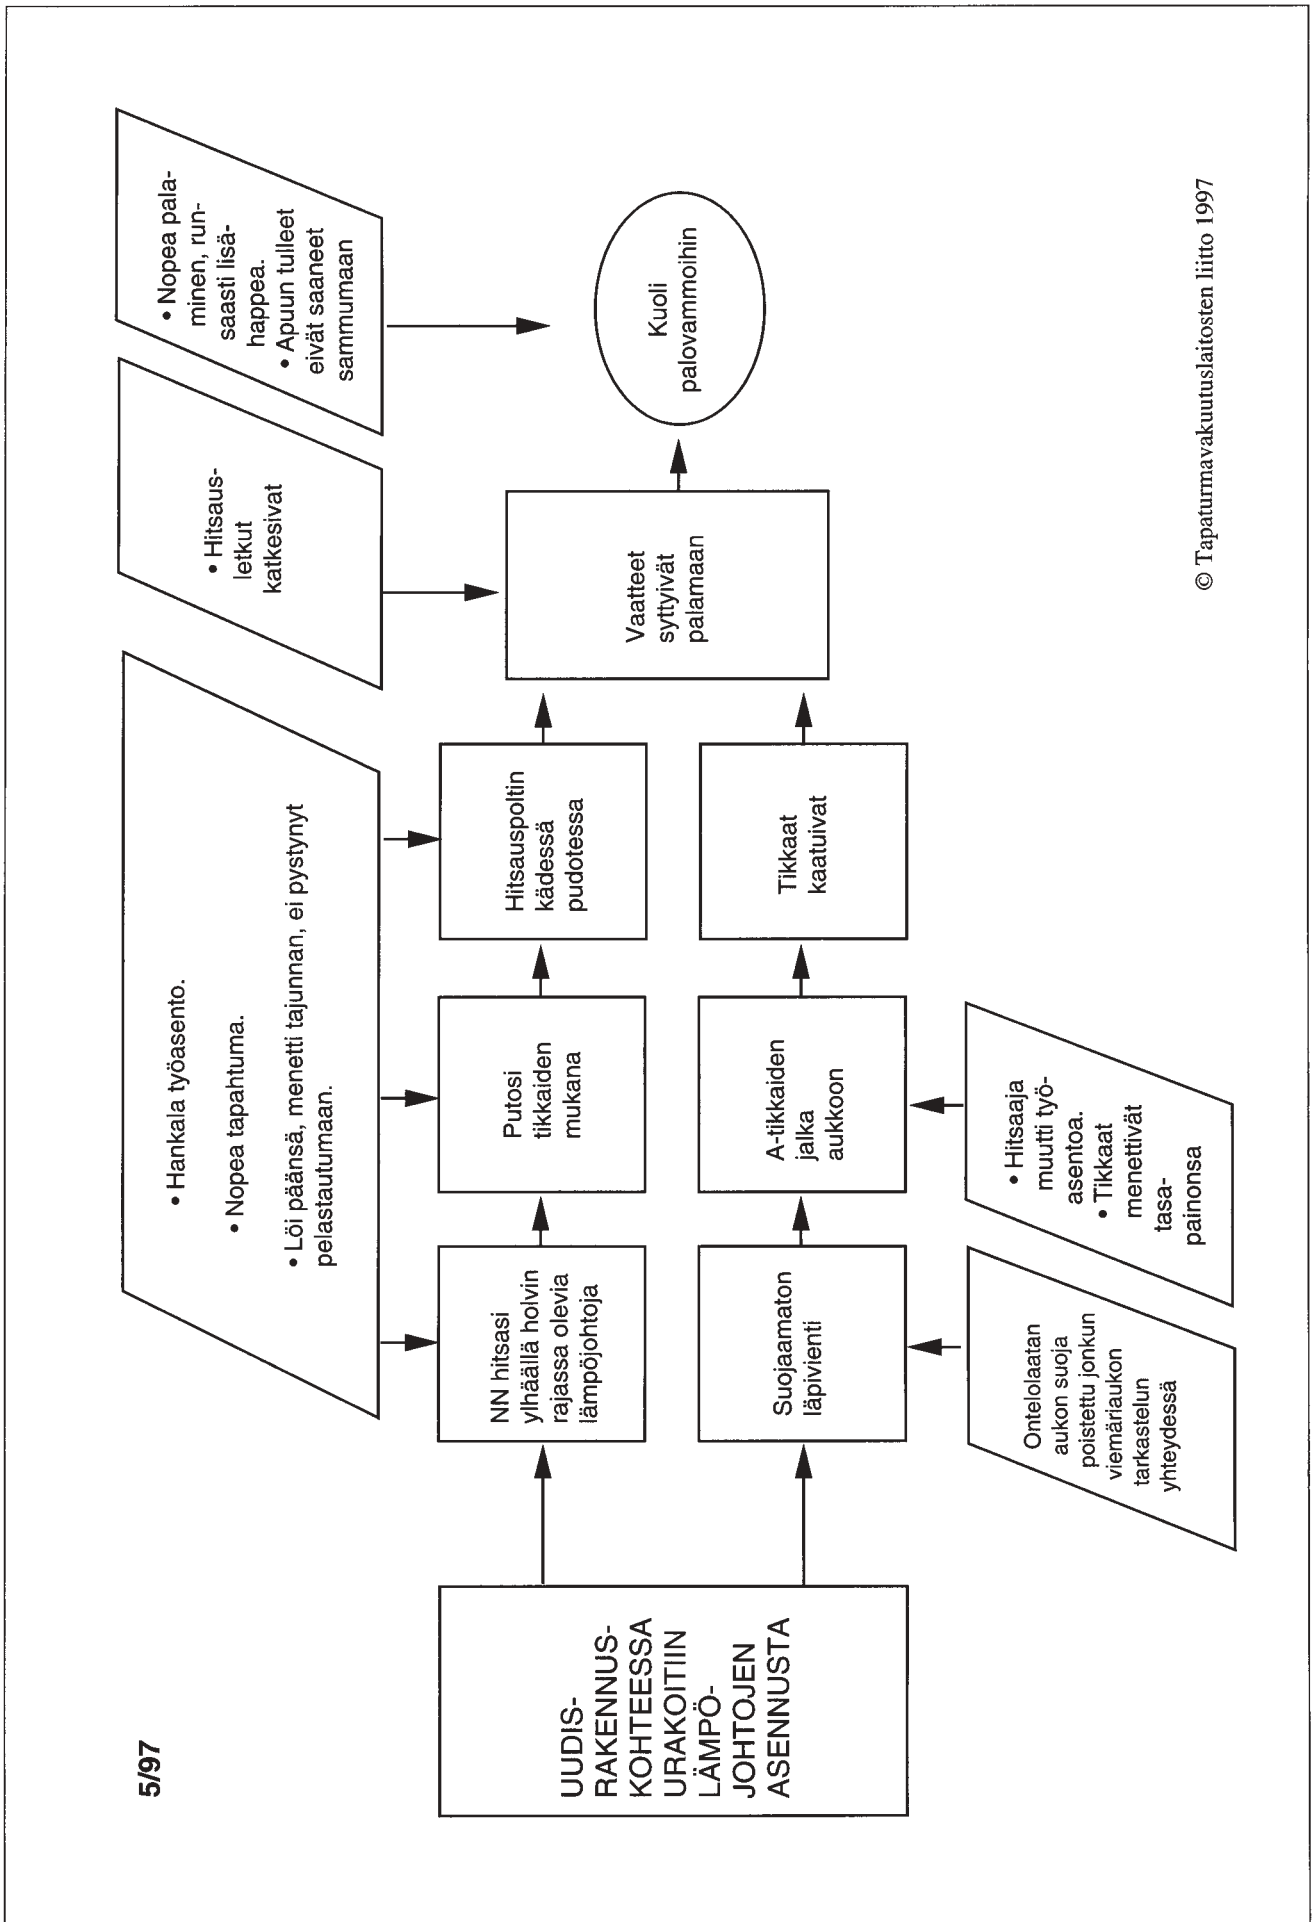 5/97
UUDIS-
RAKENNUS-
KOHTEESSA
URAKOITIIN
LÄMPÖ-
JOHTOJEN
ASENNUSTA
• Hankala työasento.
• Nopea tapahtuma.
• Löi päänsä, menetti tajunnan, ei pystynyt
pelastautumaan.
• Hitsaus-
letkut
katkesivat
• Nopea pala-
minen, run-
saasti lisä-
happea.
• Apuun tulleet
eivät saaneet
sammumaan
NN hitsasi
ylhäällä holvin
rajassa olevia
lämpöjohtoja
Putosi
tikkaiden
mukana
Hitsauspoltin
kädessä
pudotessa
Suojaamaton
läpivienti
A-tikkaiden
jalka
aukkoon
Tikkaat
kaatuivat
Vaatteet
syttyivät
palamaan
Kuoli
palovammoihin
Ontelolaatan
aukon suoja
poistettu jonkun
viemäriaukon
tarkastelun
yhteydessä
• Hitsaaja
muutti työ-
asentoa.
• Tikkaat
menettivät
tasa-
painonsa
© Tapaturmavakuutuslaitosten liitto 1997